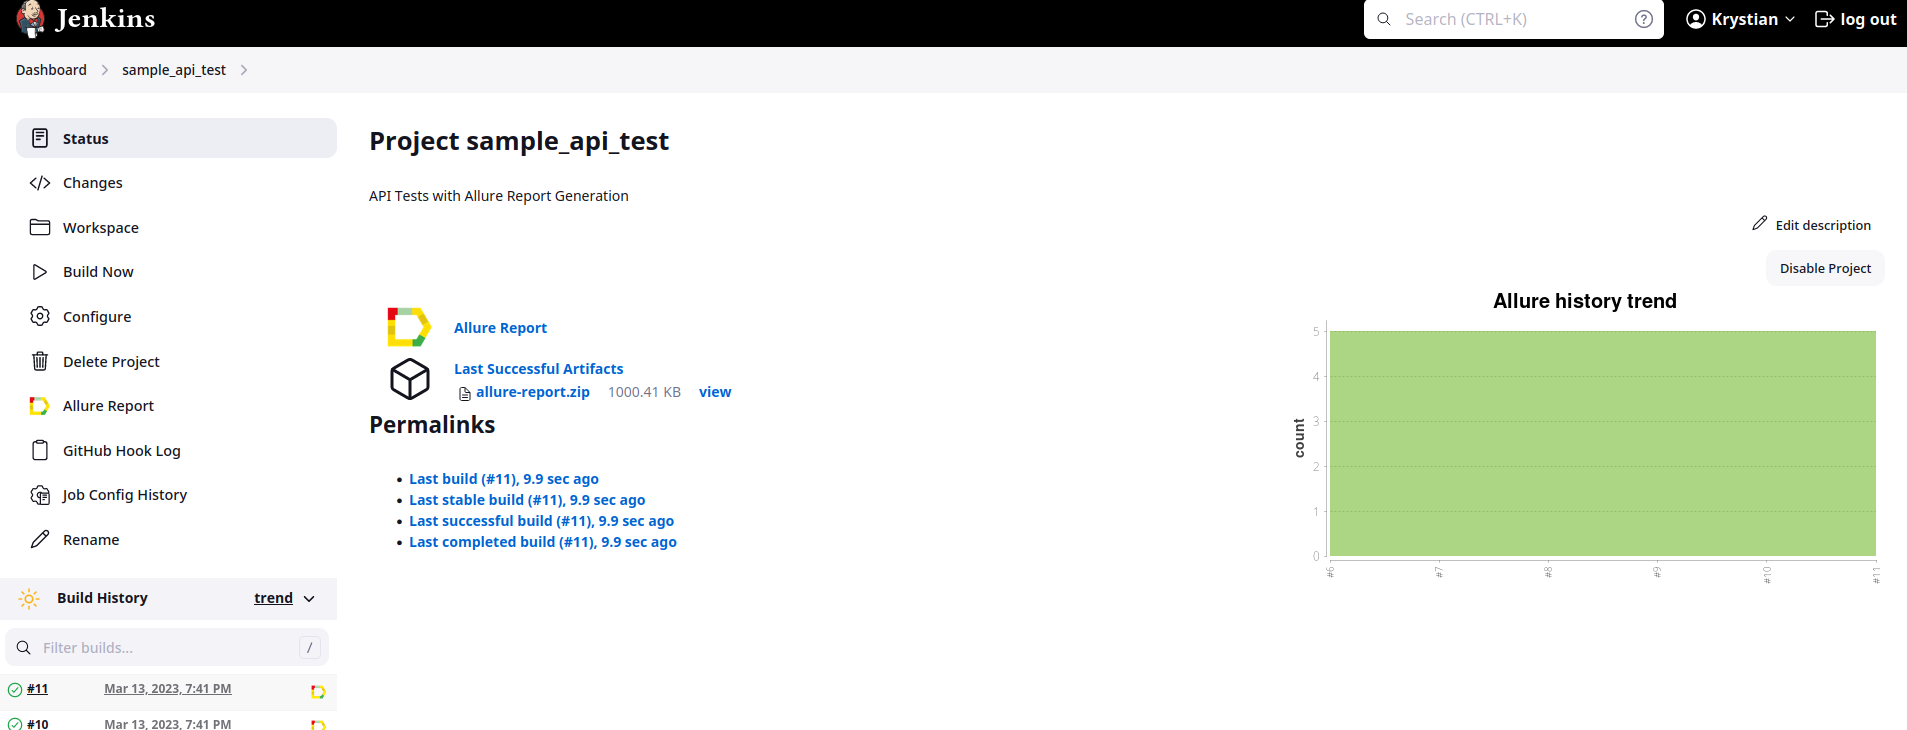 Jenkins
Search (CTRL+K)
?
Krystian
log out
Dashboard
sample_api_test
Status
Changes
Workspace
Build Now
Configure
Delete Project
Allure Report
GitHub Hook Log
Job Config History
Rename
Build History
trend
Filter builds...
/
#11
Mar 13, 2023, 7:41 PM
#10
Mar 13, 2023, 7:41 PM
Project sample_api_test
API Tests with Allure Report Generation
Edit description
Disable Project
Allure Report
Last Successful Artifacts
allure-report.zip 1000.41 KB view
Permalinks
Last build (#11), 9.9 sec ago
Last stable build (#11), 9.9 sec ago
Last successful build (#11), 9.9 sec ago
Last completed build (#11), 9.9 sec ago
Allure history trend
count
5
4
3
2
1
0
#6
#7
#8
#9
#10
#11